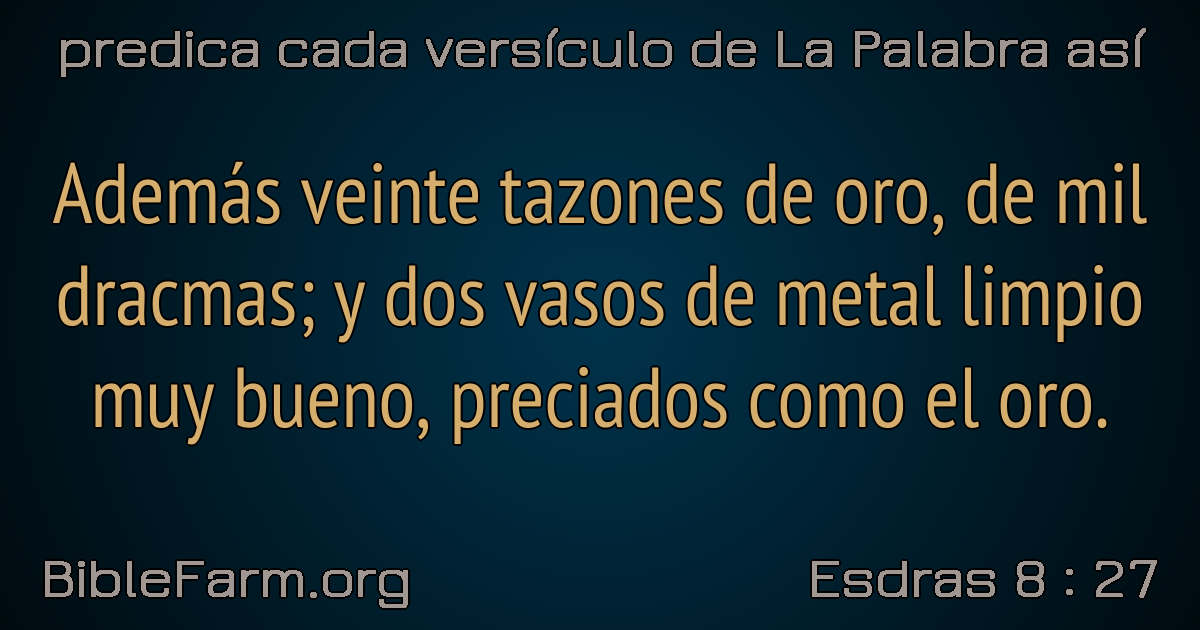 predica cada versículo de La Palabra así
Además veinte tazones de oro, de mil
dracmas; y dos vasos de metal limpio
muy bueno, preciados como el oro.
BibleFarm.org
Esdras 8 : 27